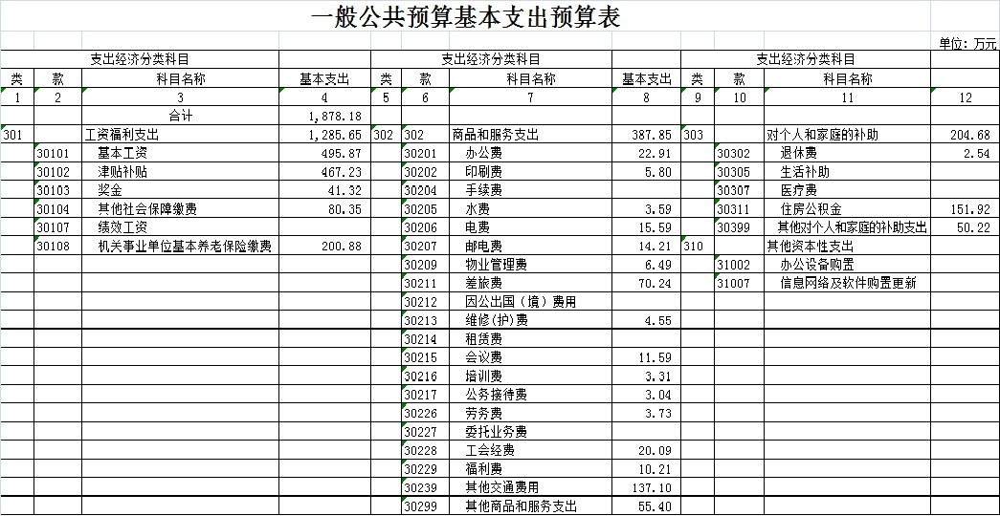 一般公共预算基本支出预算表
单位：万元
支出经济分类科目 支出经济分类科目 支出经济分类科目
类 款 科目名称 基本支出 类 款 科目名称 基本支出 类 款 科目名称
1 2 3 4 5 6 7 8 9 10 11 12
合计 1,878.18
301 工资福利支出 1,285.65 302 302 商品和服务支出 387.85 303 对个人和家庭的补助 204.68
30101 基本工资 495.87 30201 办公费 22.91 30302 退休费 2.54
30102 津贴补贴 467.23 30202 印刷费 5.80 30305 生活补助
30103 奖金 41.32 30204 手续费 30307 医疗费
30104 其他社会保障缴费 80.35 30205 水费 3.59 30311 住房公积金 151.92
30107 绩效工资 30206 电费 15.59 30399 其他对个人和家庭的补助支出 50.22
30108 机关事业单位基本养老保险缴费 200.88 30207 邮电费 14.21 310 其他资本性支出
30209 物业管理费 6.49 31002 办公设备购置
30211 差旅费 70.24 31007 信息网络及软件购置更新
30212 因公出国（境）费用
30213 维修(护)费 4.55
30214 租赁费
30215 会议费 11.59
30216 培训费 3.31
30217 公务接待费 3.04
30226 劳务费 3.73
30227 委托业务费
30228 工会经费 20.09
30229 福利费 10.21
30239 其他交通费用 137.10
30299 其他商品和服务支出 55.40